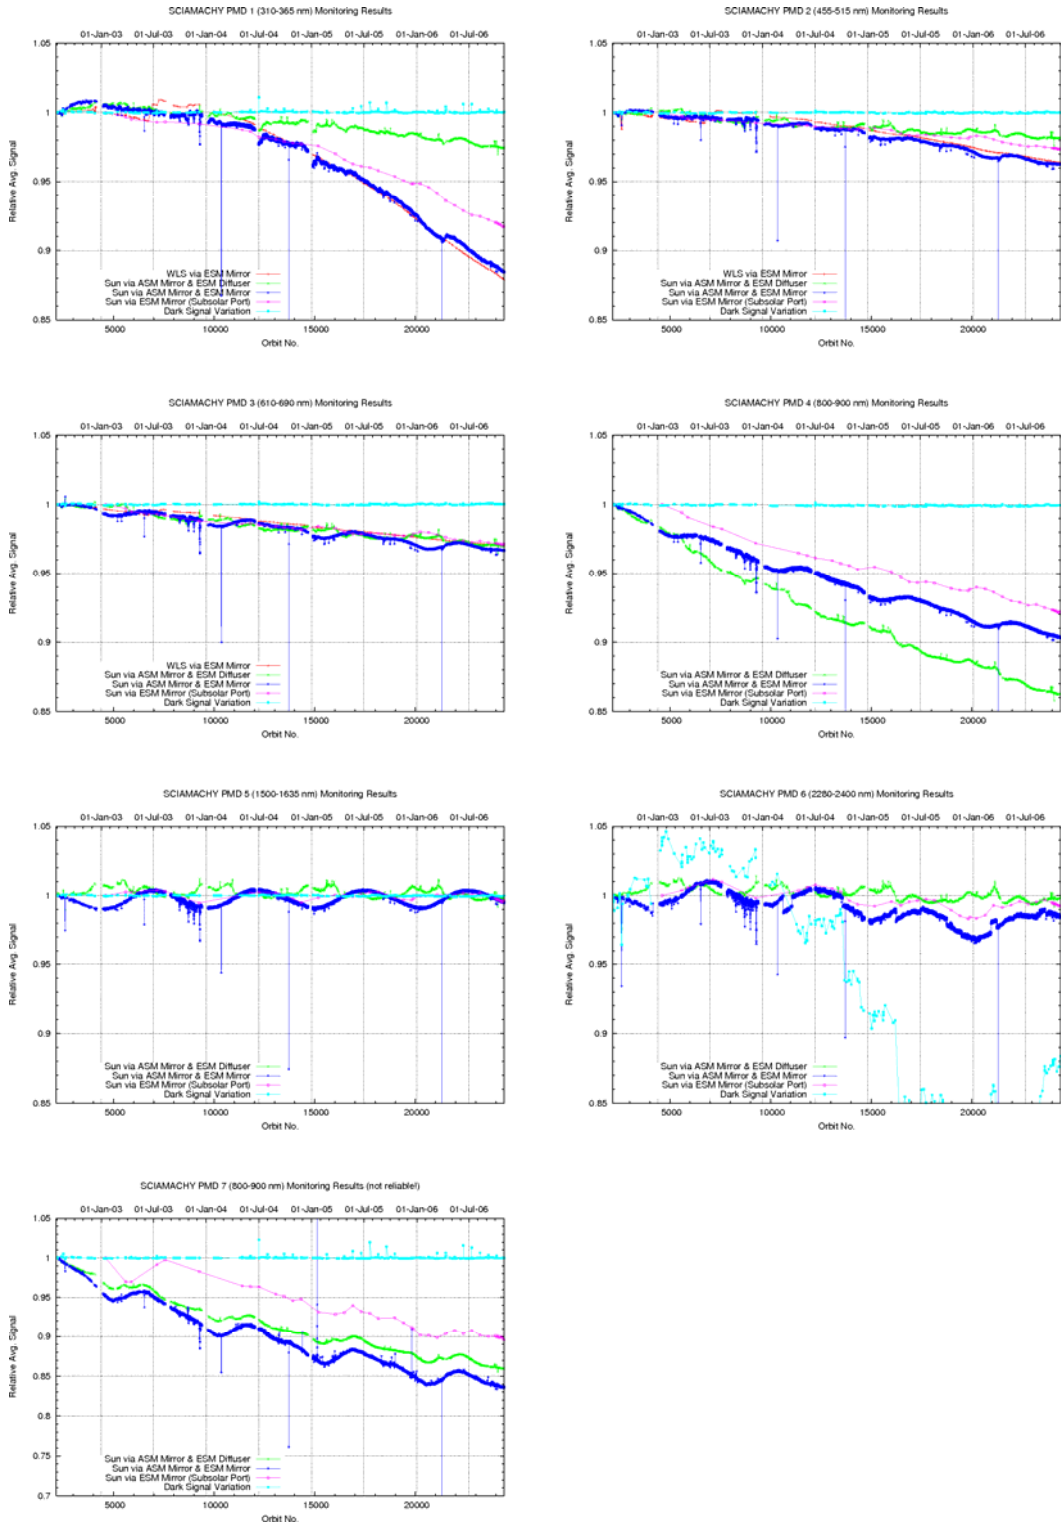 SCIAMACHY PMD 1 (310-365 nm) Monitoring Results
01-Jan-03 01-Jul-03 01-Jan-04 01-Jul-04 01-Jan-05 01-Jul-05 01-Jan-06 01-Jul-06
1.05
1
0.95
0.9
0.85
Relative Avg. Signal
WLS via ESM Mirror
Sun via ASM Mirror & ESM Diffuser
Sun via ASM Mirror & ESM Mirror
Sun via ESM Mirror (Subsolar Port)
Dark Signal Variation
5000 10000 15000 20000
Orbit No.
SCIAMACHY PMD 2 (455-515 nm) Monitoring Results
01-Jan-03 01-Jul-03 01-Jan-04 01-Jul-04 01-Jan-05 01-Jul-05 01-Jan-06 01-Jul-06
1.05
1
0.95
0.9
0.85
Relative Avg. Signal
WLS via ESM Mirror
Sun via ASM Mirror & ESM Diffuser
Sun via ASM Mirror & ESM Mirror
Sun via ESM Mirror (Subsolar Port)
Dark Signal Variation
5000 10000 15000 20000
Orbit No.
SCIAMACHY PMD 3 (610-690 nm) Monitoring Results
01-Jan-03 01-Jul-03 01-Jan-04 01-Jul-04 01-Jan-05 01-Jul-05 01-Jan-06 01-Jul-06
1.05
1
0.95
0.9
0.85
Relative Avg. Signal
WLS via ESM Mirror
Sun via ASM Mirror & ESM Diffuser
Sun via ASM Mirror & ESM Mirror
Sun via ESM Mirror (Subsolar Port)
Dark Signal Variation
5000 10000 15000 20000
Orbit No.
SCIAMACHY PMD 4 (800-900 nm) Monitoring Results
01-Jan-03 01-Jul-03 01-Jan-04 01-Jul-04 01-Jan-05 01-Jul-05 01-Jan-06 01-Jul-06
1.05
1
0.95
0.9
0.85
Relative Avg. Signal
Sun via ASM Mirror & ESM Diffuser
Sun via ASM Mirror & ESM Mirror
Sun via ESM Mirror (Subsolar Port)
Dark Signal Variation
5000 10000 15000 20000
Orbit No.
SCIAMACHY PMD 5 (1500-1635 nm) Monitoring Results
01-Jan-03 01-Jul-03 01-Jan-04 01-Jul-04 01-Jan-05 01-Jul-05 01-Jan-06 01-Jul-06
1.05
1
0.95
0.9
0.85
Relative Avg. Signal
Sun via ASM Mirror & ESM Diffuser
Sun via ASM Mirror & ESM Mirror
Sun via ESM Mirror (Subsolar Port)
Dark Signal Variation
5000 10000 15000 20000
Orbit No.
SCIAMACHY PMD 6 (2280-2400 nm) Monitoring Results
01-Jan-03 01-Jul-03 01-Jan-04 01-Jul-04 01-Jan-05 01-Jul-05 01-Jan-06 01-Jul-06
1.05
1
0.95
0.9
0.85
Relative Avg. Signal
Sun via ASM Mirror & ESM Diffuser
Sun via ASM Mirror & ESM Mirror
Sun via ESM Mirror (Subsolar Port)
Dark Signal Variation
5000 10000 15000 20000
Orbit No.
SCIAMACHY PMD 7 (800-900 nm) Monitoring Results (not reliable!)
01-Jan-03 01-Jul-03 01-Jan-04 01-Jul-04 01-Jan-05 01-Jul-05 01-Jan-06 01-Jul-06
1.05
1
0.95
0.9
0.85
0.8
0.75
0.7
Relative Avg. Signal
Sun via ASM Mirror & ESM Diffuser
Sun via ASM Mirror & ESM Mirror
Sun via ESM Mirror (Subsolar Port)
Dark Signal Variation
5000 10000 15000 20000
Orbit No.